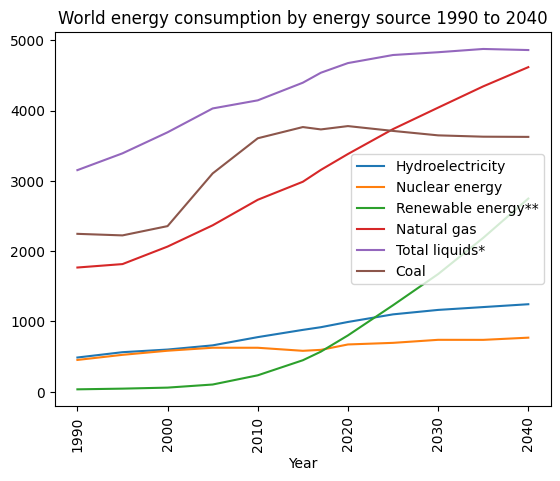 World energy consumption by energy source 1990 to 2040
5000
4000
3000
2000
1000
0
Hydroelectricity
Nuclear energy
Renewable energy**
Natural gas
Total liquids*
Coal
1990
2000
2010
2020
2030
2040
Year